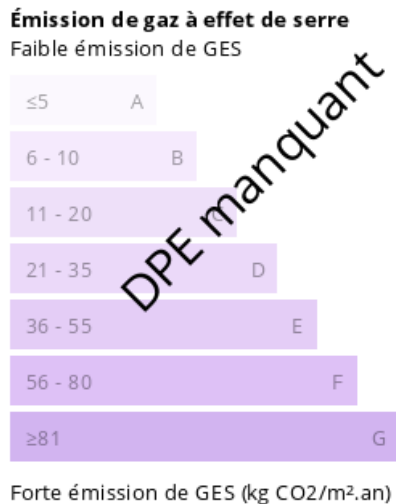 Émission de gaz à effet de serre
Faible émission de GES
≤5 A
6 - 10 B
11 - 20 C
21 - 35 D
36 - 55 E
56 - 80 F
≥81 G
DPE manquant
Forte émission de GES (kg CO2/m².an)